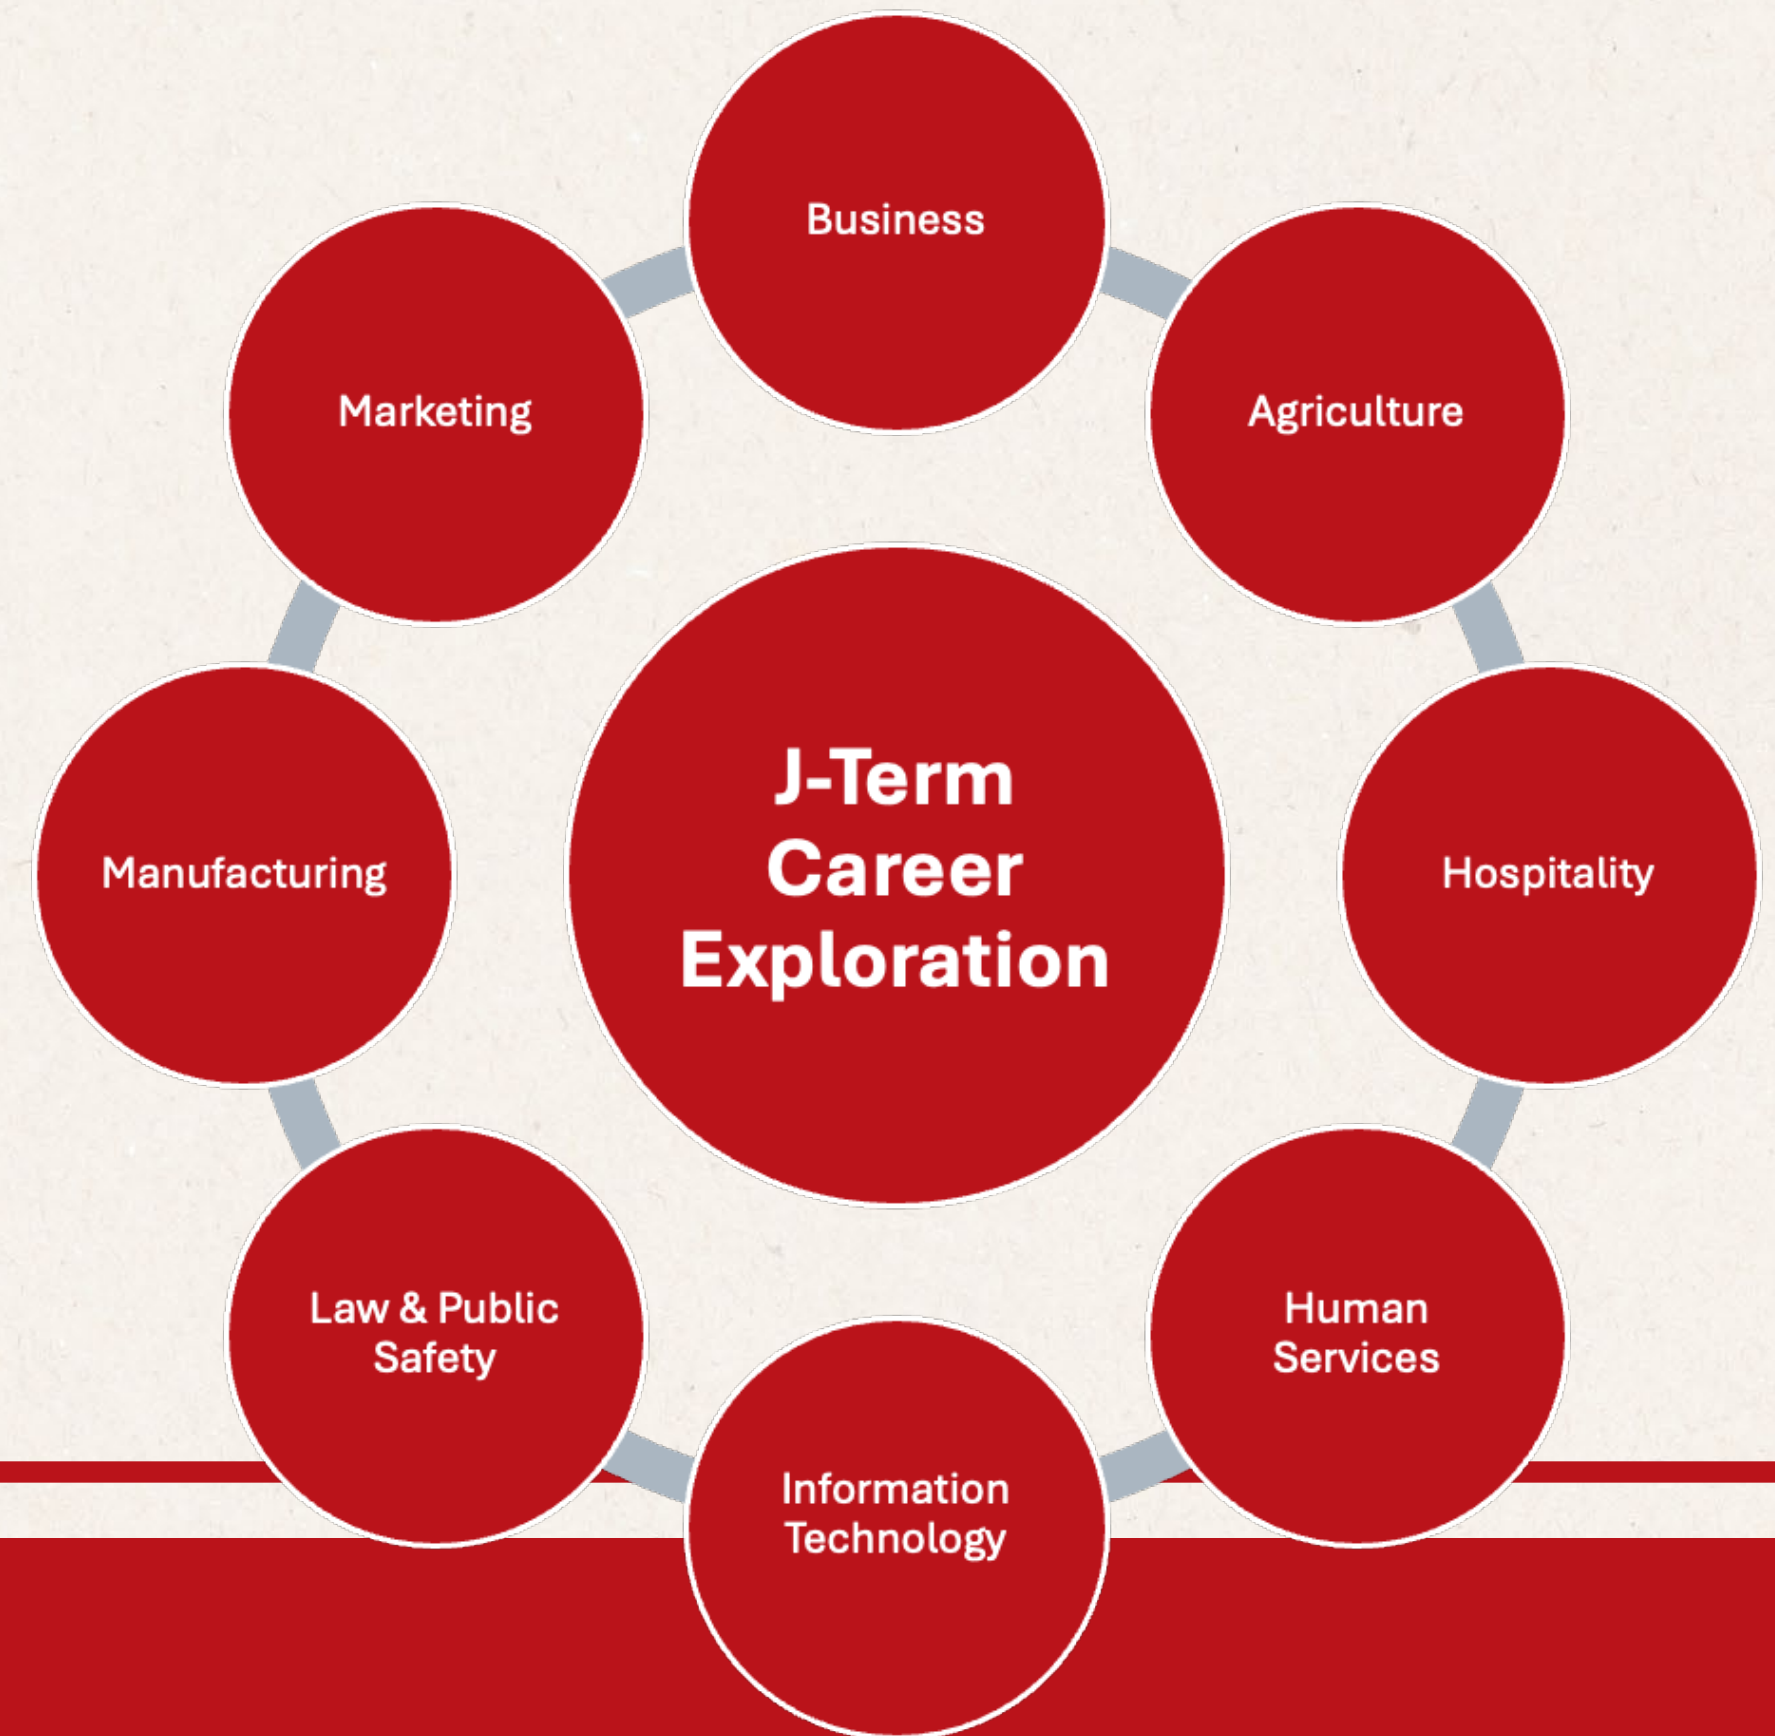 Business
Marketing
Agriculture
J-Term
Career
Exploration
Manufacturing
Hospitality
Law & Public
Safety
Human
Services
Information
Technology